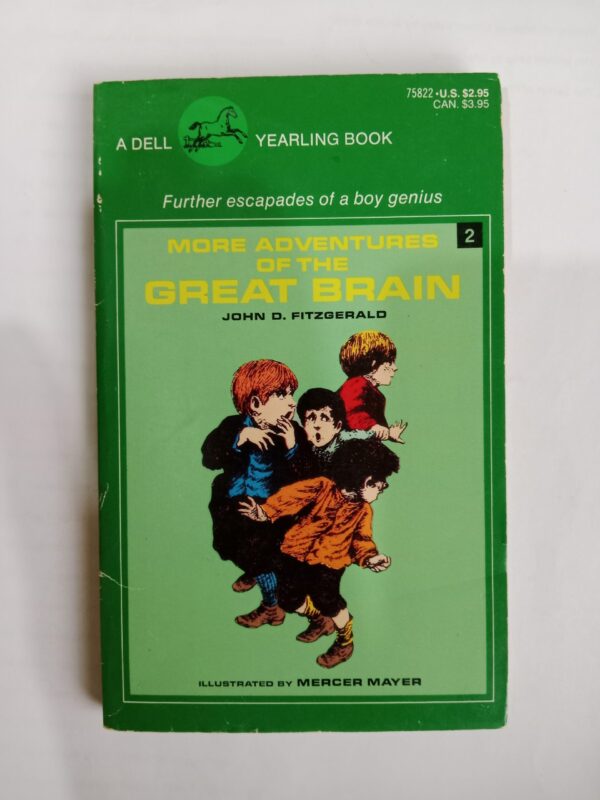 75822 • U.S. $2.95
CAN. $3.95
A DELL YEARLING BOOK
Further escapades of a boy genius
2
MORE ADVENTURES
OF THE
GREAT BRAIN
JOHN D. FITZGERALD
ILLUSTRATED BY MERCER MAYER